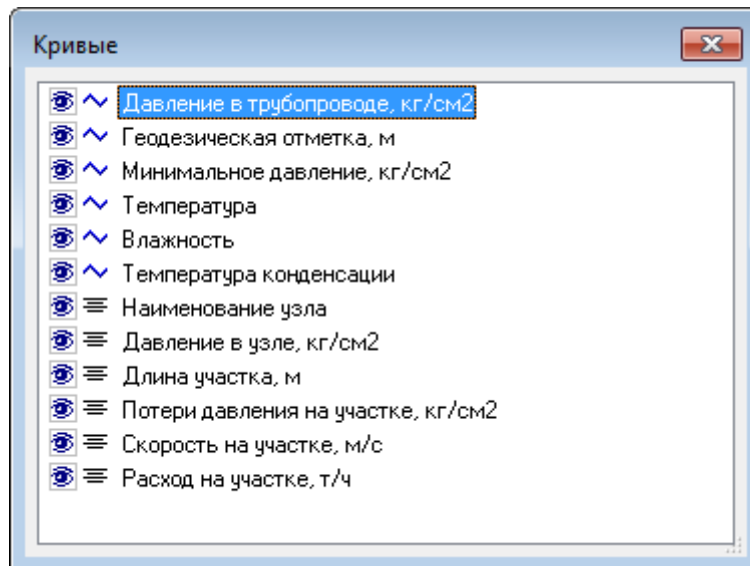 Кривые
Давление в трубопроводе, кг/см2
Геодезическая отметка, м
Минимальное давление, кг/см2
Температура
Влажность
Температура конденсации
Наименование узла
Давление в узле, кг/см2
Длина участка, м
Потери давления на участке, кг/см2
Скорость на участке, м/с
Расход на участке, т/ч